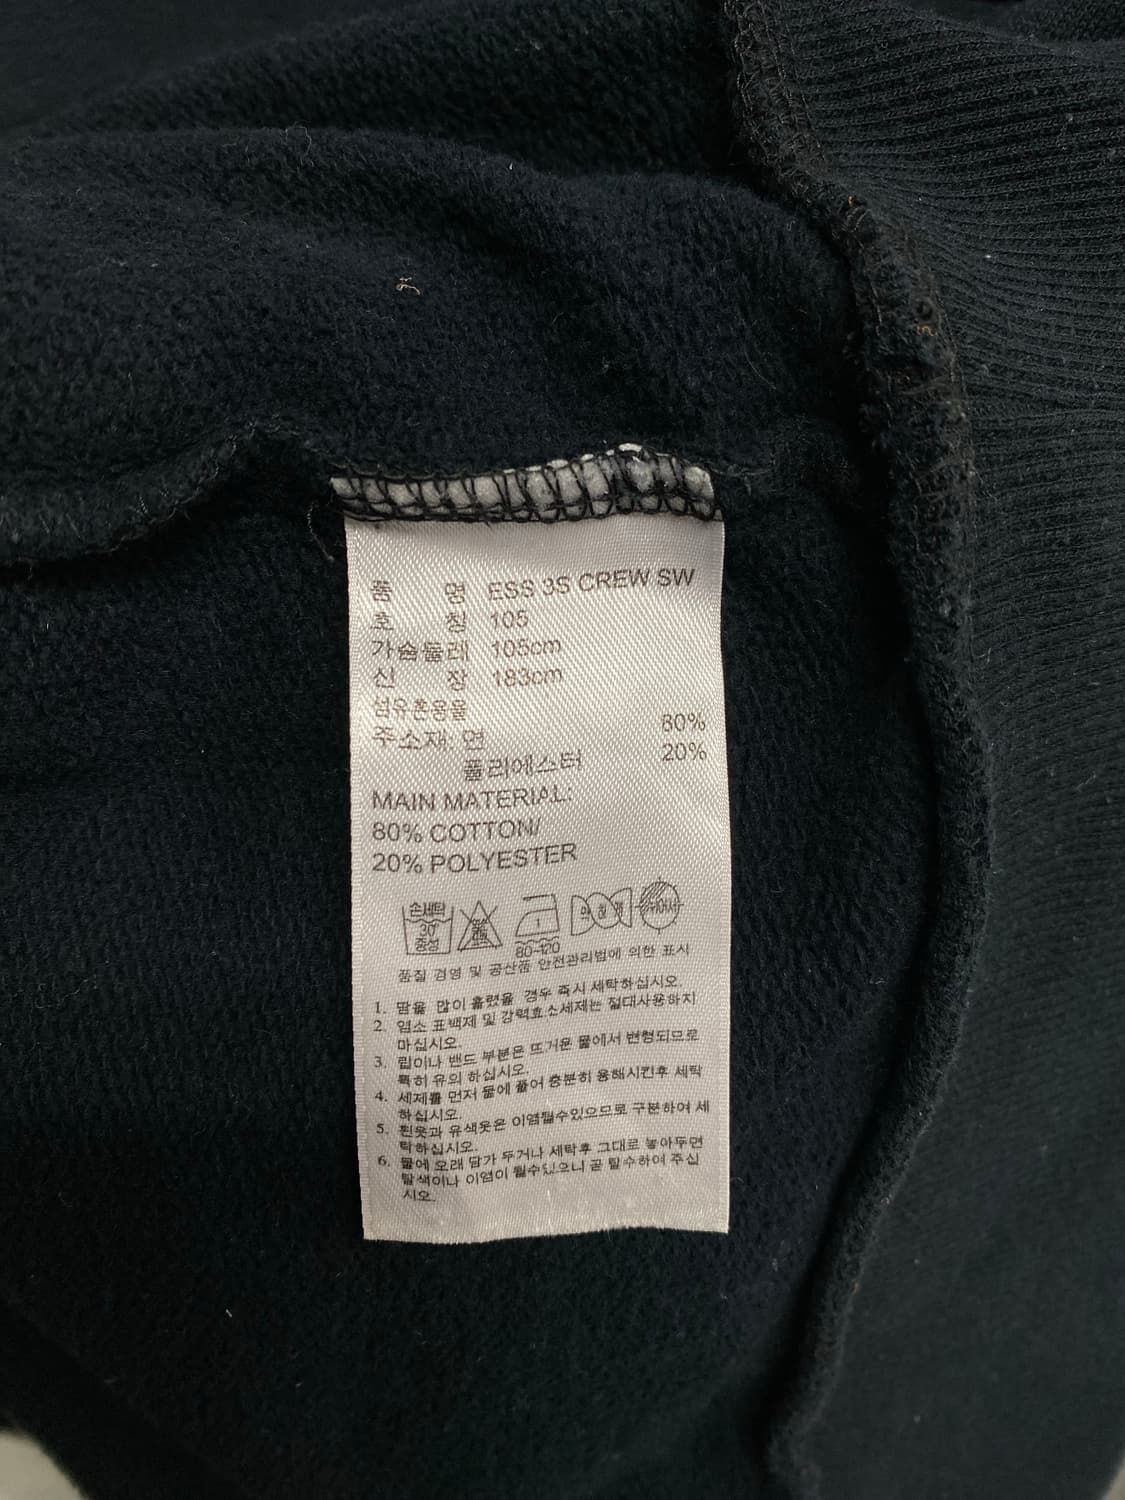 품 명 ESS 3S CREW SW
호 칭 105
가슴둘레 105cm
신 장 183cm
섬유혼용율
주소재: 면 80%
폴리에스터 20%
MAIN MATERIAL:
80% COTTON/
20% POLYESTER
손세탁 30° 중성 80~120
품질 경영 및 공산품 안전관리법에 의한 표시
1. 땀을 많이 흘렸을 경우 즉시 세탁하십시오.
2. 염소 표백제 및 강력효소세제는 절대사용하지
마십시오.
3. 립이나 밴드 부분은 뜨거운 물에서 변형되므로
특히 유의 하십시오.
4. 세제를 먼저 물에 풀어 충분히 용해시킨후 세탁
하십시오.
5. 흰옷과 유색옷은 이염될수있으므로 구분하여 세
탁하십시오.
6. 물에 오래 담가 두거나 세탁후 그대로 놓아두면
탈색이나 이염이 될수있으니 곧 탈수하여 주십
시오.